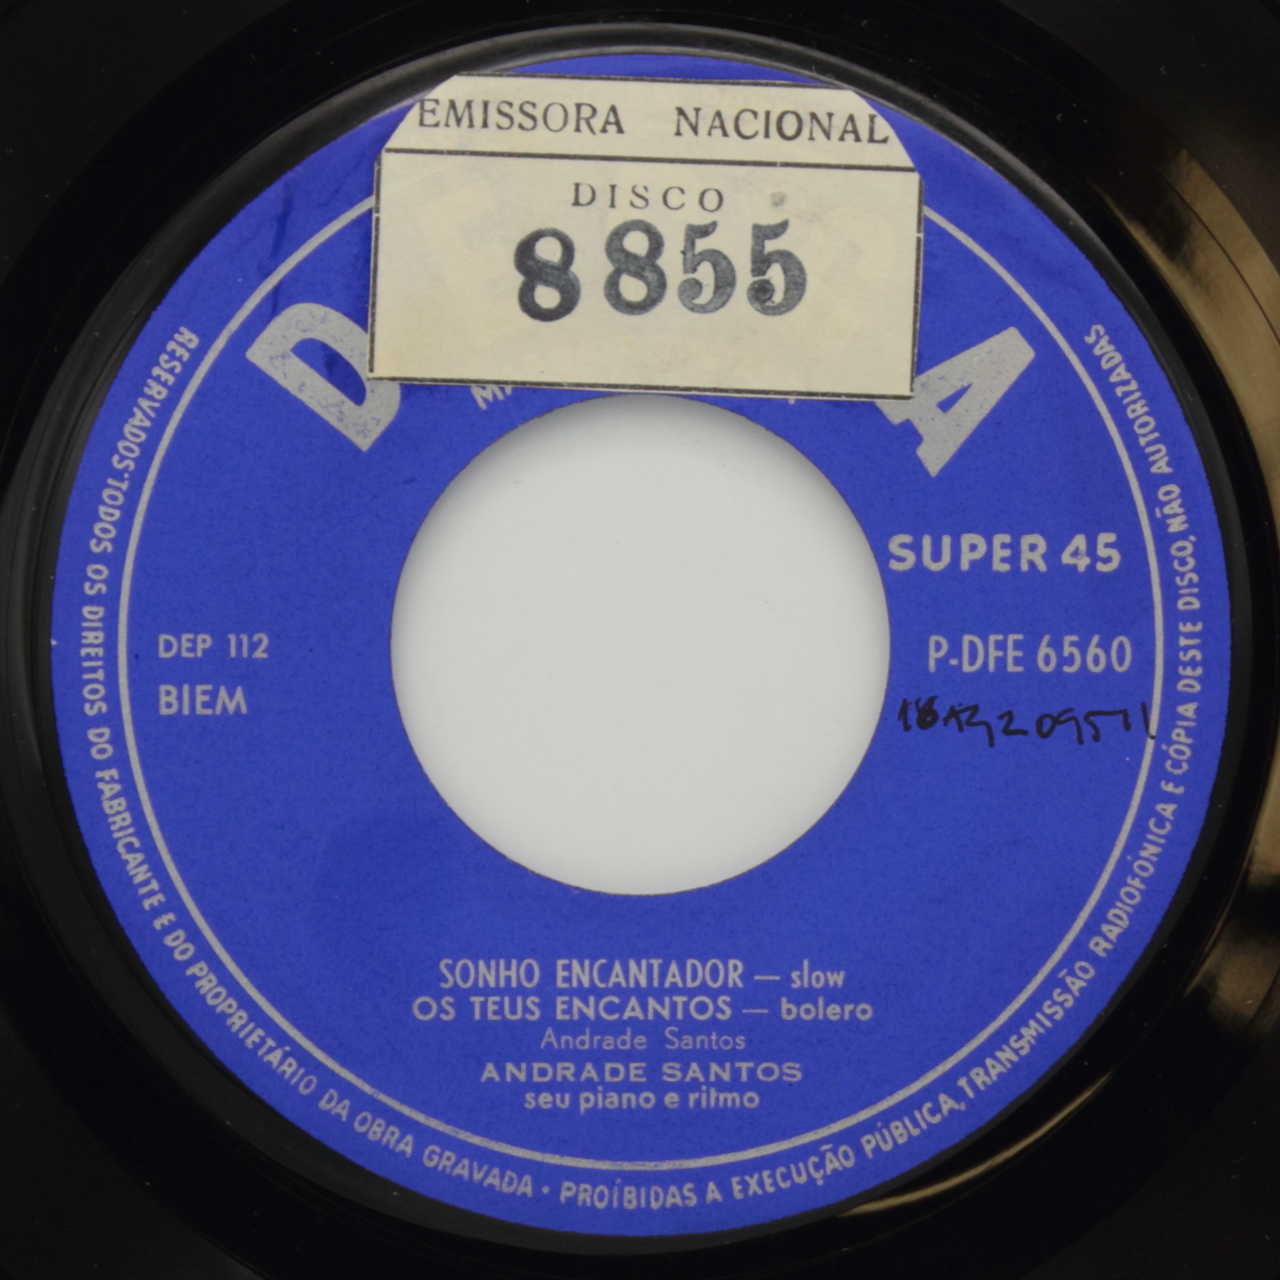 EMISSORA NACIONAL
DISCO
8855
SUPER 45
DEP 112
BIEM
P-DFE 6560
SONHO ENCANTADOR — slow
OS TEUS ENCANTOS — bolero
Andrade Santos
ANDRADE SANTOS
seu piano e ritmo
RESERVADOS·TODOS OS DIREITOS DO FABRICANTE E DO PROPRIETÁRIO DA OBRA GRAVADA · PROÍBIDAS A EXECUÇÃO PÚBLICA, TRANSMISSÃO RADIOFÓNICA E CÓPIA DESTE DISCO, NÃO AUTORIZADAS